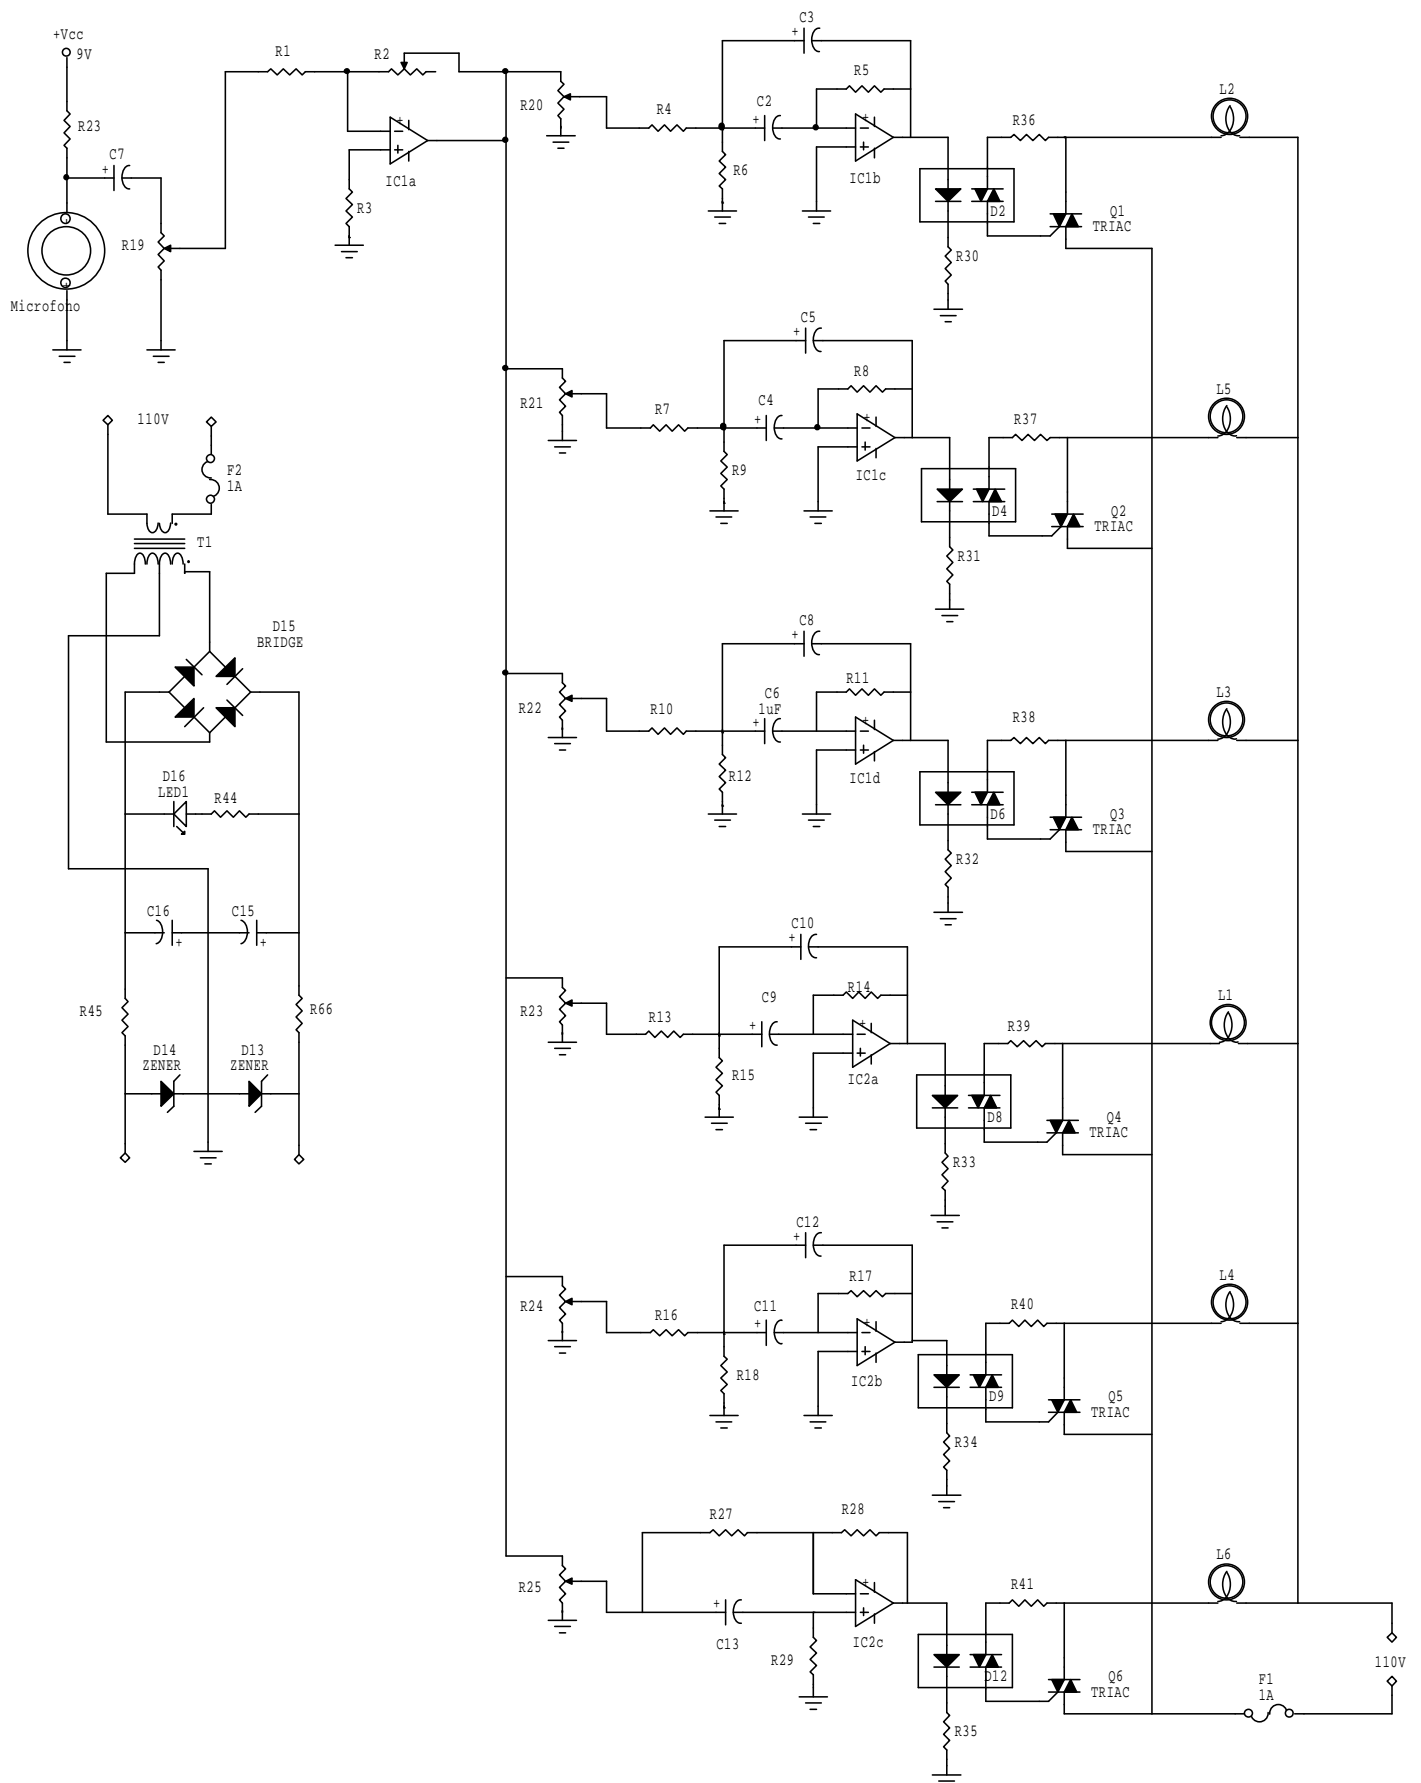 +Vcc
9V
R23
C7
+
R19
Microfono
R1
R2
IC1a
R3
R20
R4
C3
+
C2
+
R5
R6
IC1b
D2
R30
R36
Q1
TRIAC
L2
R21
R7
C5
+
C4
+
R8
R9
IC1c
D4
R31
R37
Q2
TRIAC
L5
110V
F2
1A
T1
D15
BRIDGE
D16
LED1
R44
C16
+
C15
+
R45
R66
D14
ZENER
D13
ZENER
R22
R10
C8
+
C6
1uF
+
R11
R12
IC1d
D6
R32
R38
Q3
TRIAC
L3
R23
R13
C10
+
C9
+
R14
R15
IC2a
D8
R33
R39
Q4
TRIAC
L1
R24
R16
C12
+
C11
+
R17
R18
IC2b
D9
R34
R40
Q5
TRIAC
L4
R25
R27
R28
+
C13
R29
IC2c
D12
R35
R41
Q6
TRIAC
L6
F1
1A
110V